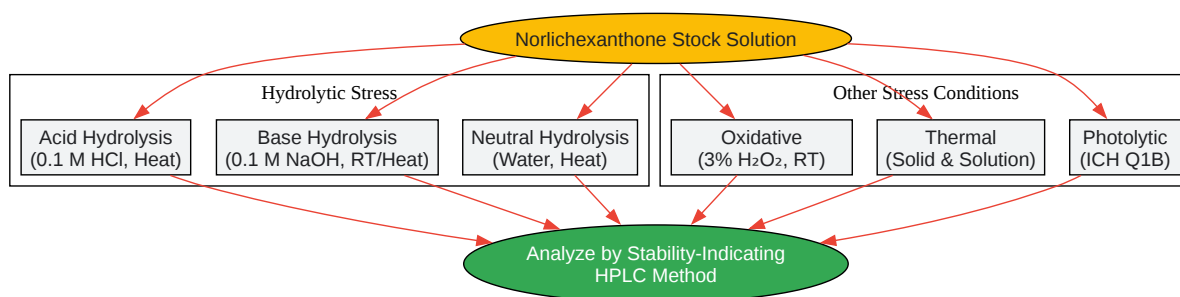 Norlichexanthone Stock Solution
Hydrolytic Stress
Other Stress Conditions
Acid Hydrolysis
(0.1 M HCl, Heat)
Base Hydrolysis
(0.1 M NaOH, RT/Heat)
Neutral Hydrolysis
(Water, Heat)
Oxidative
(3% H₂O₂, RT)
Thermal
(Solid & Solution)
Photolytic
(ICH Q1B)
Analyze by Stability-Indicating
HPLC Method